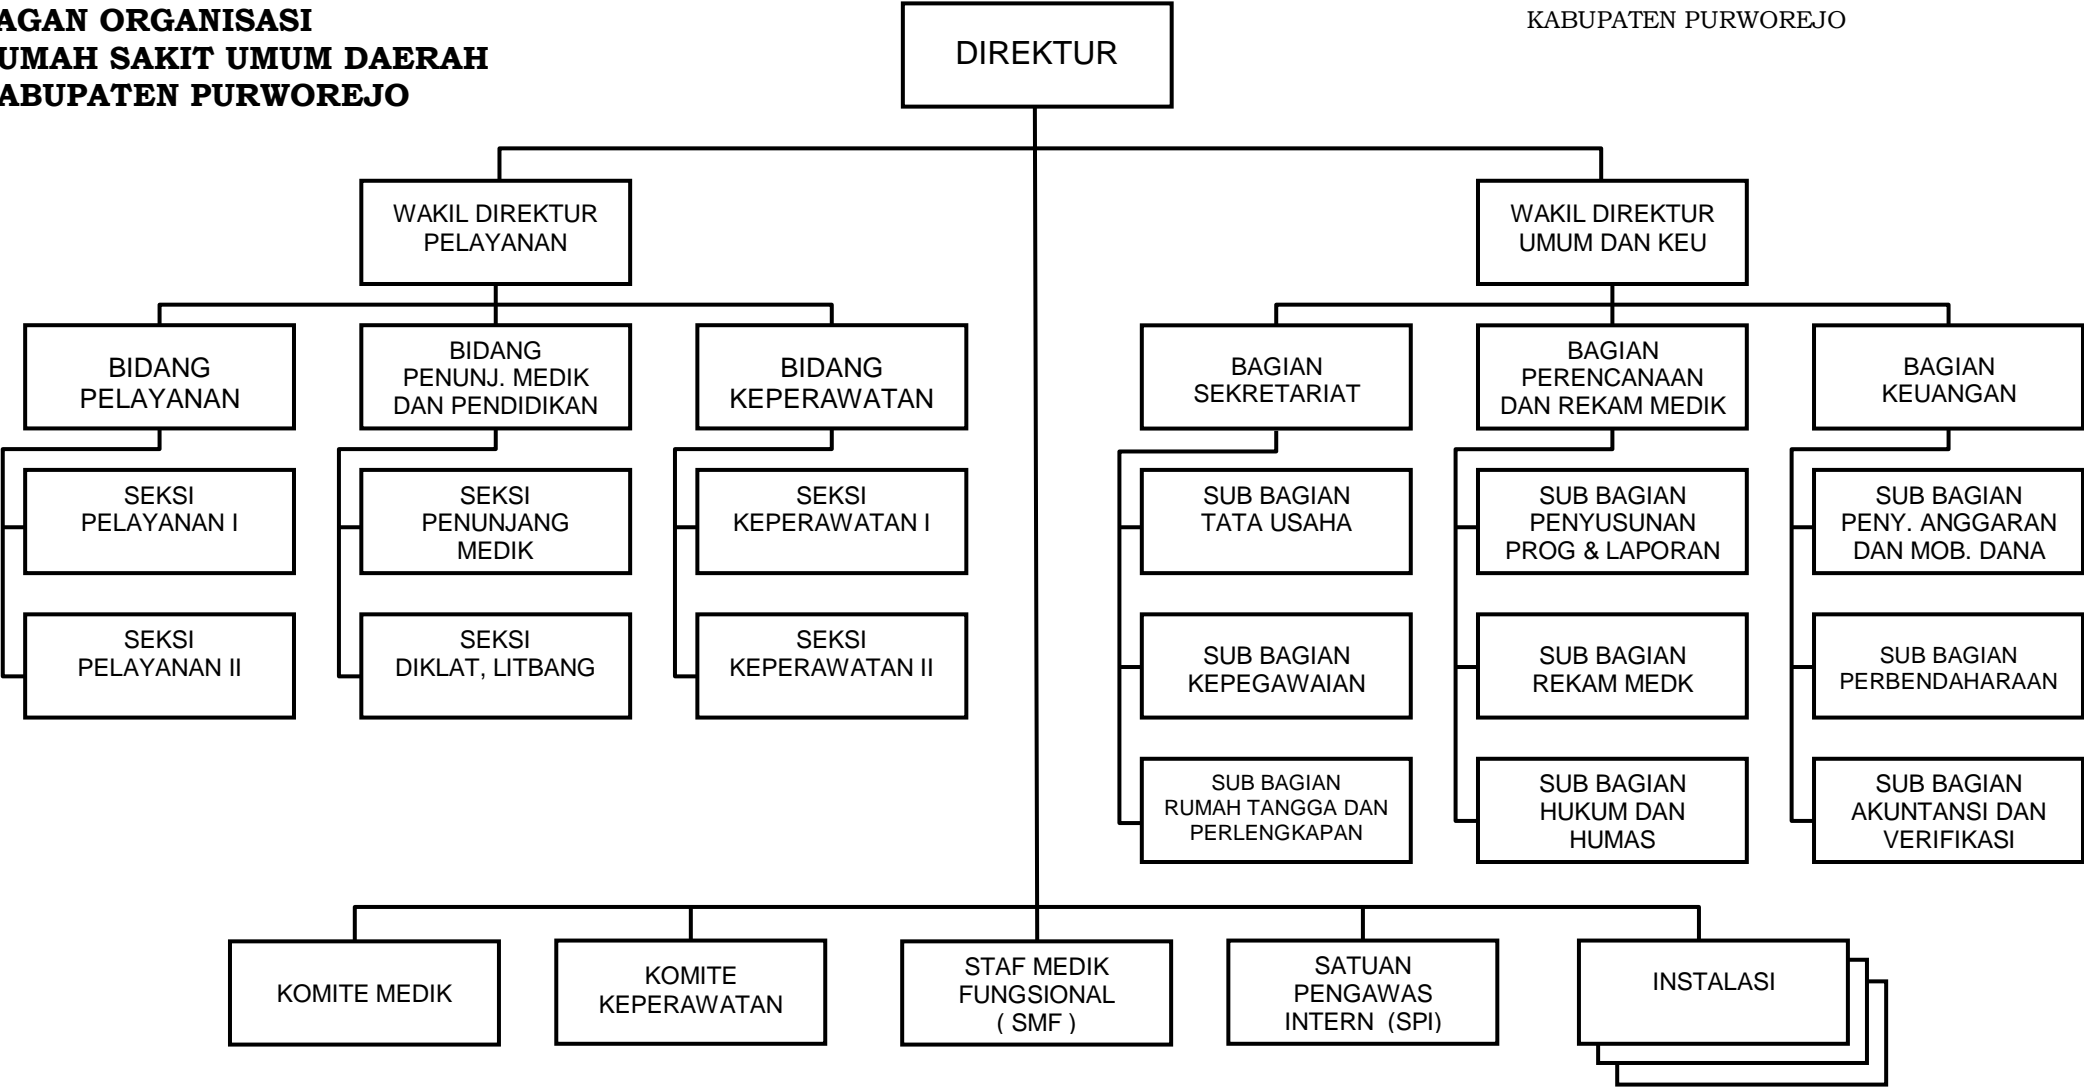 AGAN ORGANISASI
UMAH SAKIT UMUM DAERAH
ABUPATEN PURWOREJO
KABUPATEN PURWOREJO
DIREKTUR
WAKIL DIREKTUR
PELAYANAN
WAKIL DIREKTUR
UMUM DAN KEU
BIDANG
PELAYANAN
BIDANG
PENUNJ. MEDIK
DAN PENDIDIKAN
BIDANG
KEPERAWATAN
BAGIAN
SEKRETARIAT
BAGIAN
PERENCANAAN
DAN REKAM MEDIK
BAGIAN
KEUANGAN
SEKSI
PELAYANAN I
SEKSI
PENUNJANG
MEDIK
SEKSI
KEPERAWATAN I
SUB BAGIAN
TATA USAHA
SUB BAGIAN
PENYUSUNAN
PROG & LAPORAN
SUB BAGIAN
PENY. ANGGARAN
DAN MOB. DANA
SEKSI
PELAYANAN II
SEKSI
DIKLAT, LITBANG
SEKSI
KEPERAWATAN II
SUB BAGIAN
KEPEGAWAIAN
SUB BAGIAN
REKAM MEDK
SUB BAGIAN
PERBENDAHARAAN
SUB BAGIAN
RUMAH TANGGA DAN
PERLENGKAPAN
SUB BAGIAN
HUKUM DAN
HUMAS
SUB BAGIAN
AKUNTANSI DAN
VERIFIKASI
KOMITE MEDIK
KOMITE
KEPERAWATAN
STAF MEDIK
FUNGSIONAL
( SMF )
SATUAN
PENGAWAS
INTERN (SPI)
INSTALASI